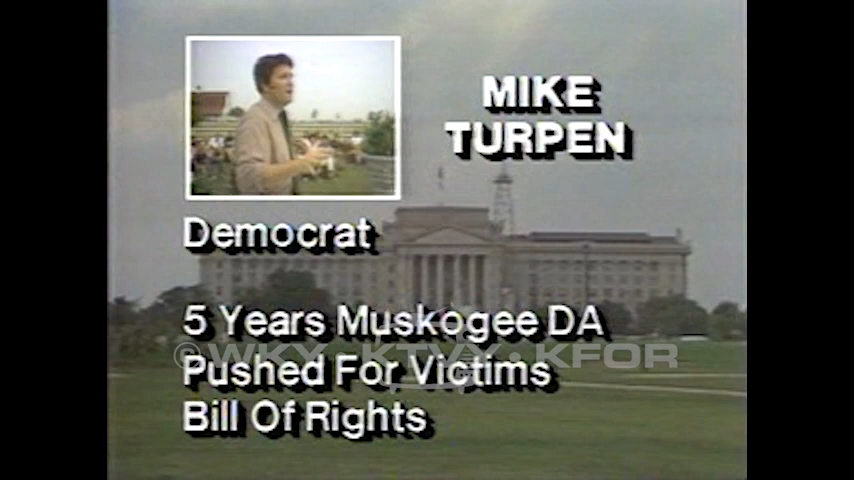 MIKE
TURPEN
Democrat
5 Years Muskogee DA
©WKY • KTVY • KFOR
Pushed For Victims
Bill Of Rights